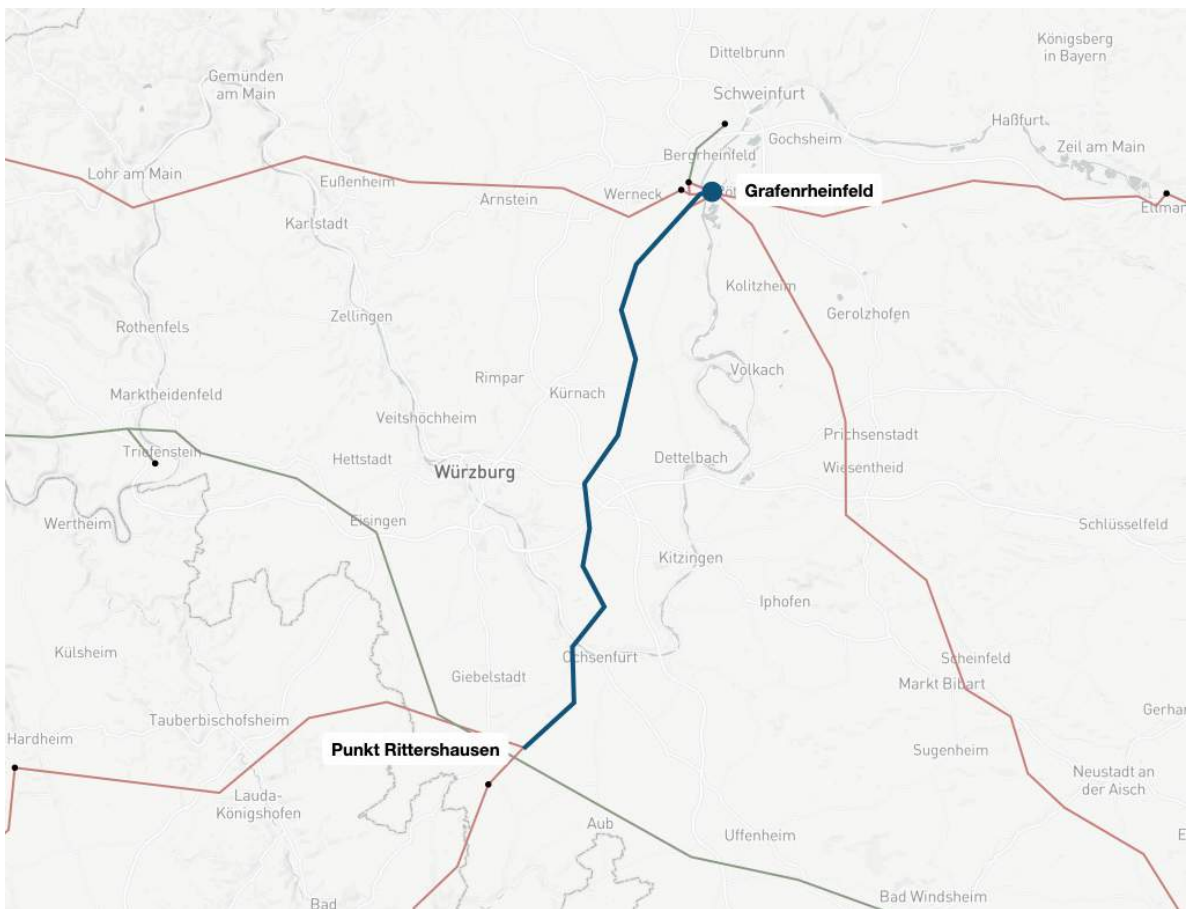 Dittelbrunn
Königsberg
in Bayern
Gemünden
am Main
Schweinfurt
Haßfurt
Gochsheim
Zeil am Main
Bergrheinfeld
Lohr am Main
Eußenheim
Arnstein
Werneck
Grafenrheinfeld
Karlstadt
Kolitzheim
Zellingen
Gerolzhofen
Rothenfels
Volkach
Rimpar
Kürnach
Marktheidenfeld
Veitshöchheim
Prichsenstadt
Triefenstein
Hettstadt
Würzburg
Dettelbach
Wiesentheid
Wertheim
Eisingen
Schlüsselfeld
Kitzingen
Iphofen
Külsheim
Ochsenfurt
Scheinfeld
Giebelstadt
Markt Bibart
Tauberbischofsheim
Hardheim
Punkt Rittershausen
Sugenheim
Neustadt an
der Aisch
Lauda-
Königshofen
Aub
Uffenheim
Bad Windsheim
Bad